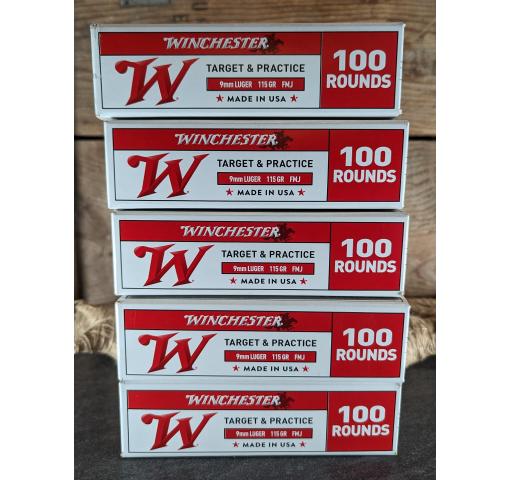 WINCHESTER
W TARGET & PRACTICE
9mm LUGER 115 GR FMJ
★ MADE IN USA ★
100
ROUNDS
WINCHESTER
W TARGET & PRACTICE
9mm LUGER 115 GR FMJ
★ MADE IN USA ★
100
ROUNDS
WINCHESTER
W TARGET & PRACTICE
9mm LUGER 115 GR FMJ
★ MADE IN USA ★
100
ROUNDS
WINCHESTER
W TARGET & PRACTICE
9mm LUGER 115 GR FMJ
★ MADE IN USA ★
100
ROUNDS
WINCHESTER
W TARGET & PRACTICE
9mm LUGER 115 GR FMJ
★ MADE IN USA ★
100
ROUNDS